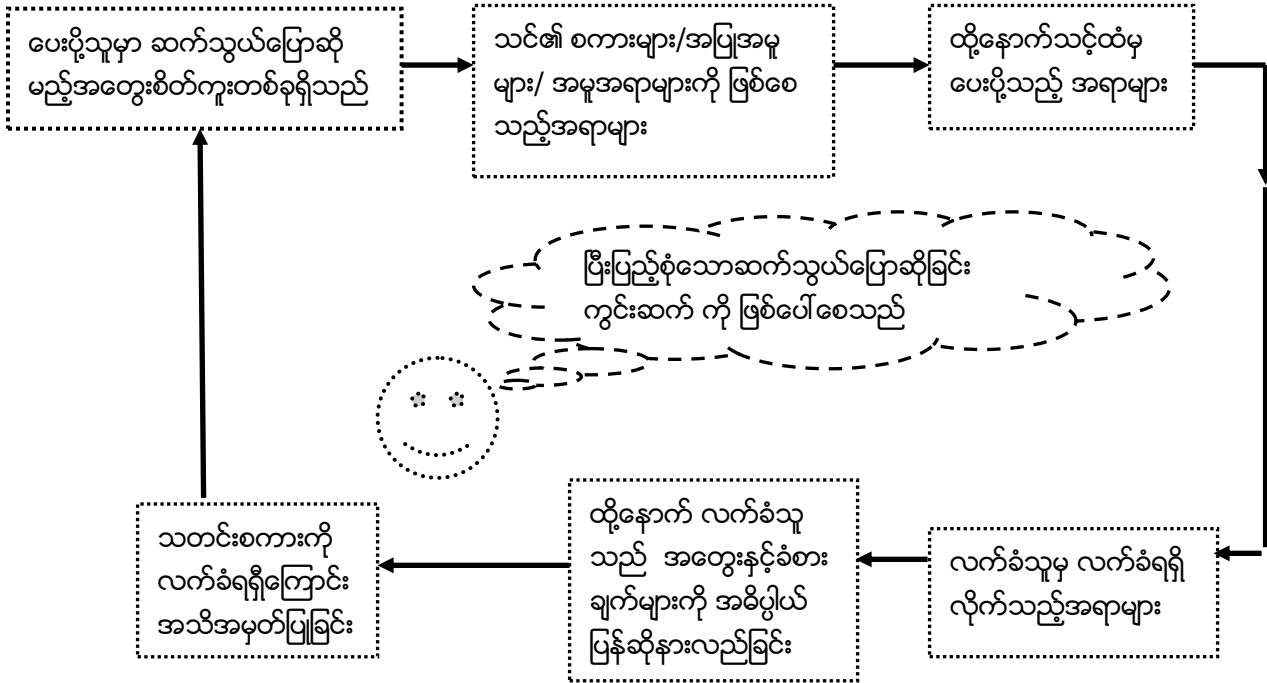 ပေးပို့သူမှာ ဆက်သွယ်ပြောဆို
မည့်အတွေးစိတ်ကူးတစ်ခုရှိသည်
သင်၏ စကားများ/အပြုအမူ
များ/ အမူအရာများကို ဖြစ်စေ
သည့်အရာများ
ထို့နောက်သင့်ထံမှ
ပေးပို့သည့် အရာများ
ပြီးပြည့်စုံသောဆက်သွယ်ပြောဆိုခြင်း
ကွင်းဆက် ကို ဖြစ်ပေါ်စေသည်
လက်ခံသူမှ လက်ခံရရှိ
လိုက်သည့်အရာများ
ထို့နောက် လက်ခံသူ
သည် အတွေးနှင့်ခံစား
ချက်များကို အဓိပ္ပါယ်
ပြန်ဆိုနားလည်ခြင်း
သတင်းစကားကို
လက်ခံရရှိကြောင်း
အသိအမှတ်ပြုခြင်း